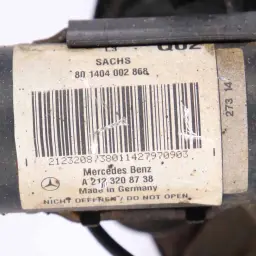 Q02
SACHS
80 1404 002 868
273 14
2123208738011427970903
Mercedes Benz
A 212 320 87 38
Made in Germany
NICHT OEFFNEN / DO NOT OPEN